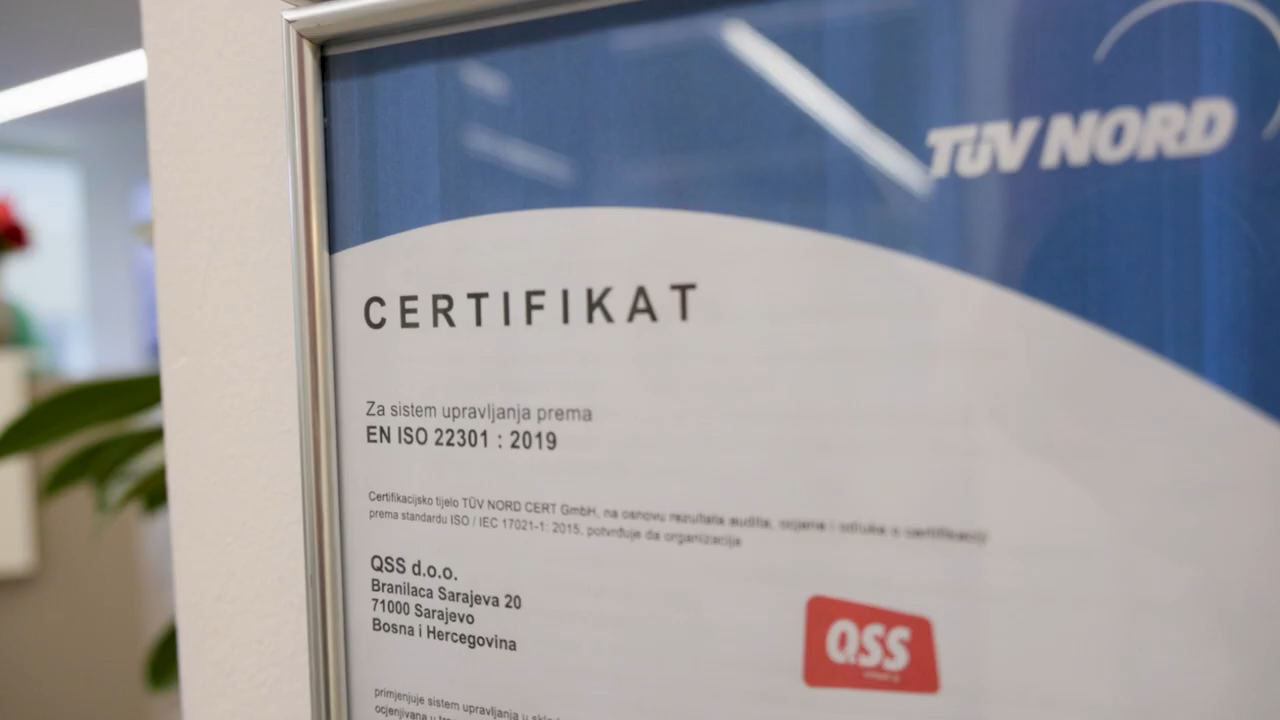 TÜV NORD
CERTIFIKAT
Za sistem upravljanja prema
EN ISO 22301 : 2019
Certifikacijsko tijelo TÜV NORD CERT GmbH, na osnovu rezultata audita, ocjene i odluke o certifikaciji
prema standardu ISO / IEC 17021-1: 2015, potvrđuje da organizacija
QSS d.o.o.
Branilaca Sarajeva 20
71000 Sarajevo
Bosna i Hercegovina
QSS
primjenjuje sistem upravljanja u
ocjenjivana u